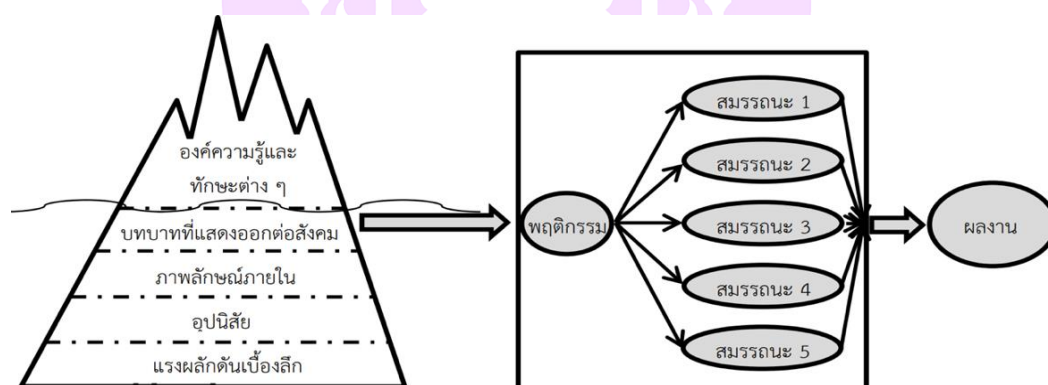 องค์ความรู้และ
ทักษะต่าง ๆ
บทบาทที่แสดงออกต่อสังคม
ภาพลักษณ์ภายใน
อุปนิสัย
แรงผลักดันเบื้องลึก
พฤติกรรม
สมรรถนะ 1
สมรรถนะ 2
สมรรถนะ 3
สมรรถนะ 4
สมรรถนะ 5
ผลงาน